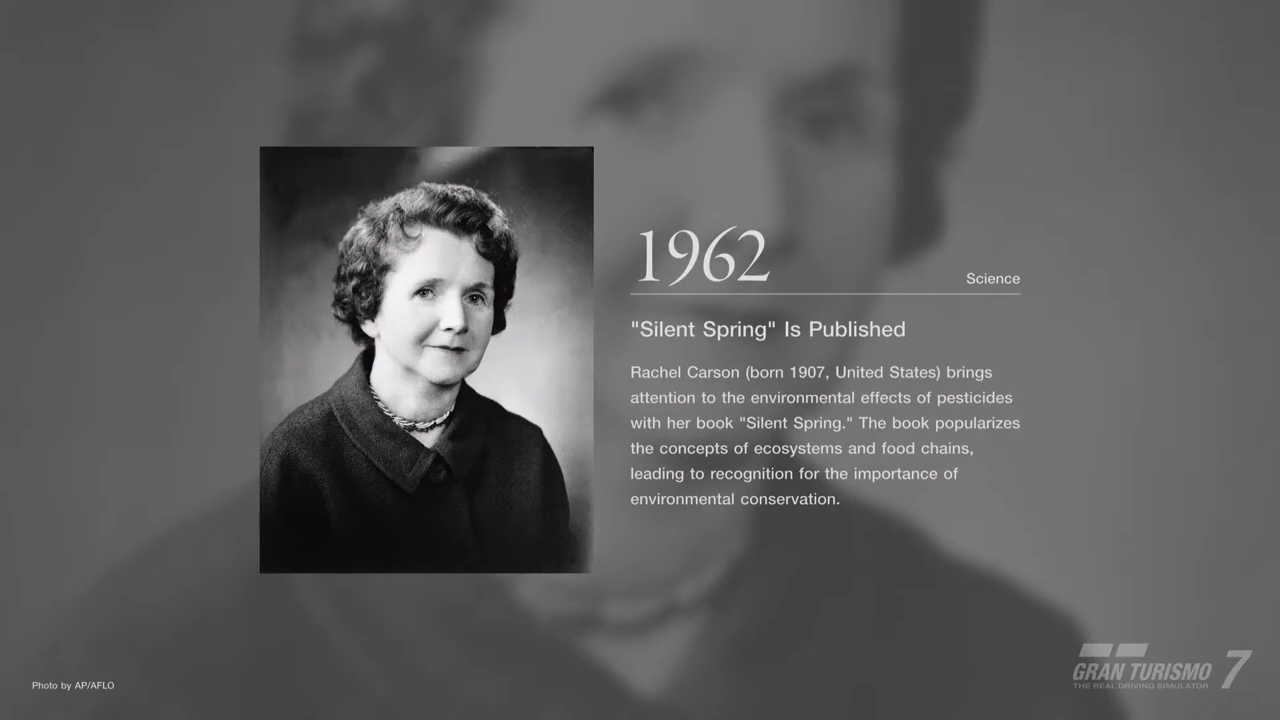 1962
Science
"Silent Spring" Is Published
Rachel Carson (born 1907, United States) brings
attention to the environmental effects of pesticides
with her book "Silent Spring." The book popularizes
the concepts of ecosystems and food chains,
leading to recognition for the importance of
environmental conservation.
Photo by AP/AFLO
GRAN TURISMO 7
THE REAL DRIVING SIMULATOR